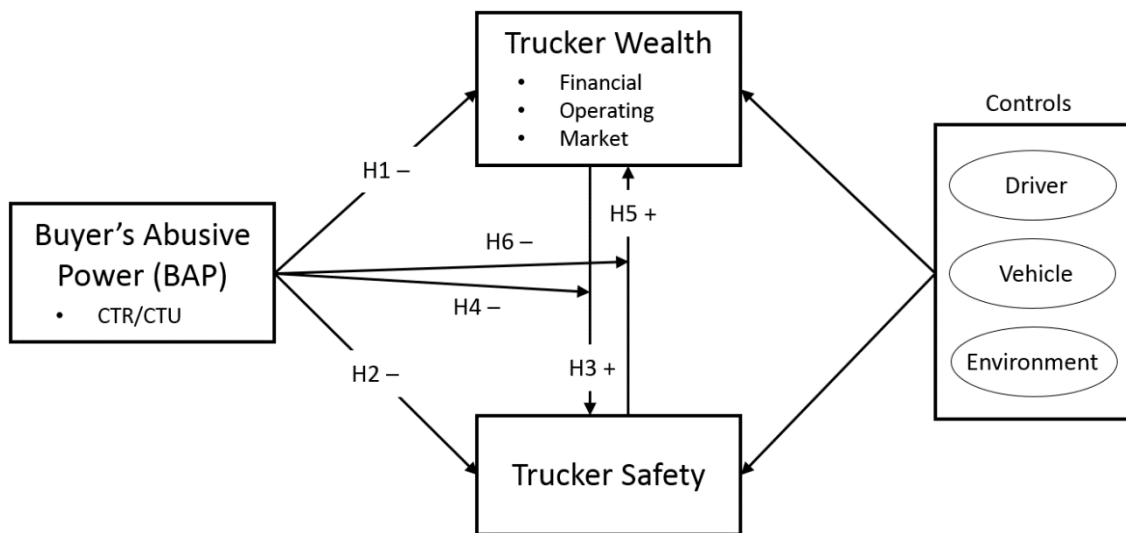 Trucker Wealth
• Financial
• Operating
• Market
Controls
Driver
Vehicle
Environment
H1 –
H5 +
H6 –
H4 –
H3 +
H2 –
Buyer’s Abusive
Power (BAP)
• CTR/CTU
Trucker Safety